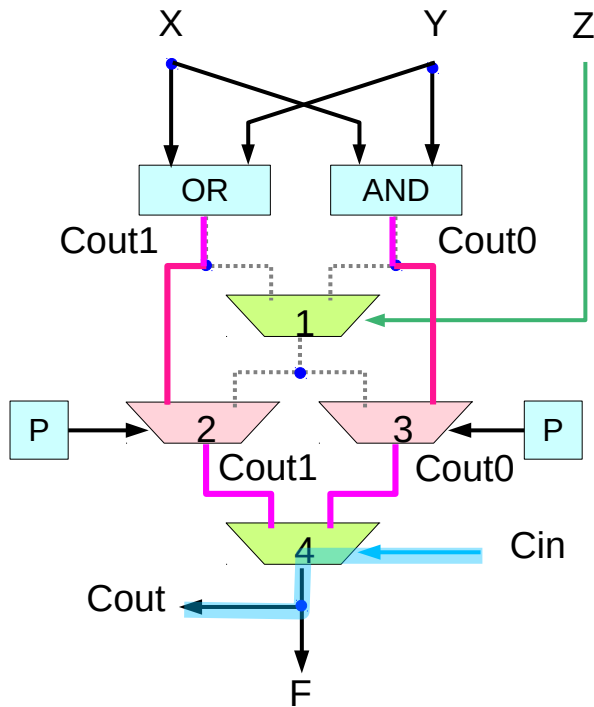 X Y Z
OR AND
Cout1 Cout0
1
P 2 3 P
Cout1 Cout0
4 Cin
Cout
F